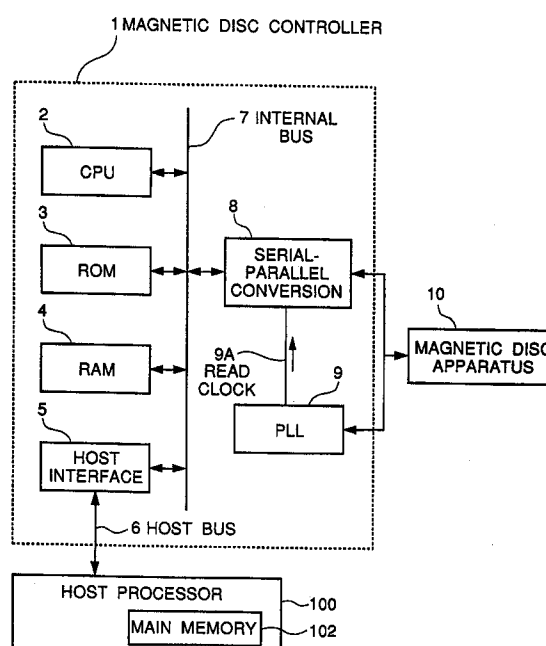 1 MAGNETIC DISC CONTROLLER
2
CPU
7 INTERNAL
BUS
3
ROM
8
SERIAL-
PARALLEL
CONVERSION
4
RAM
9A
READ
CLOCK
9
PLL
10
MAGNETIC DISC
APPARATUS
5
HOST
INTERFACE
6 HOST BUS
HOST PROCESSOR
100
MAIN MEMORY
102